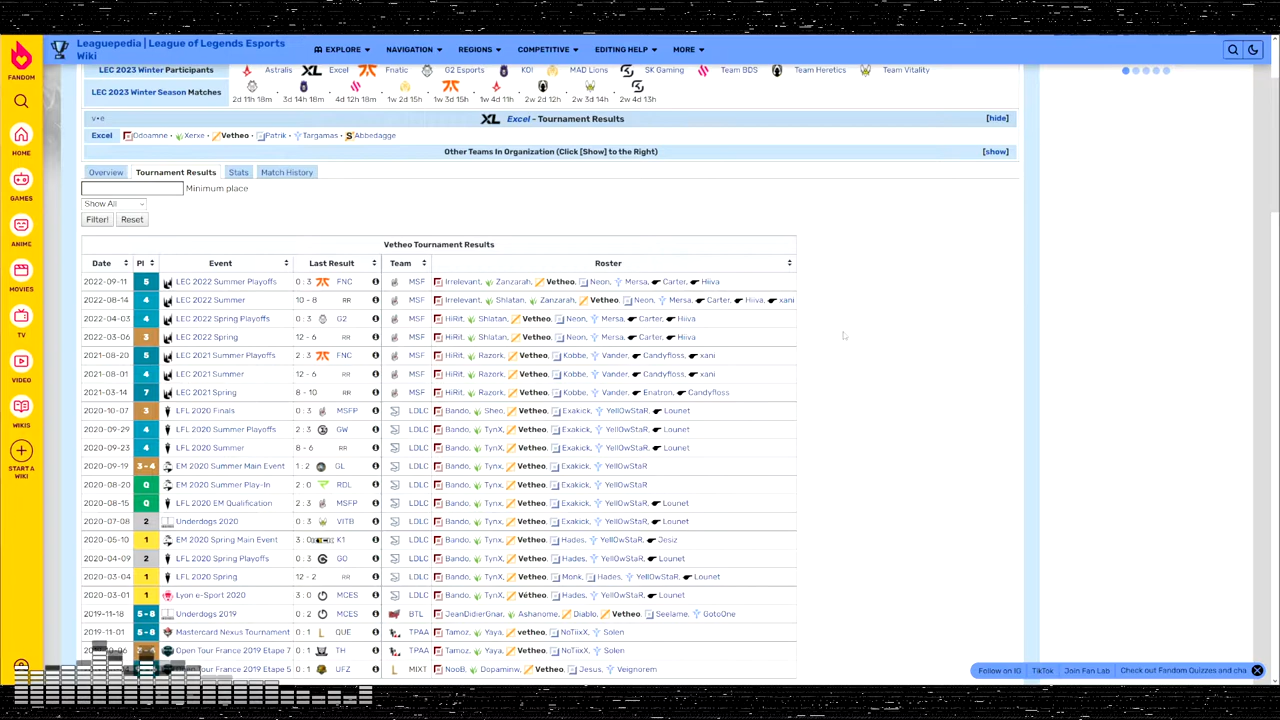 FANDOM
Leaguepedia | League of Legends Esports Wiki
EXPLORE NAVIGATION REGIONS COMPETITIVE EDITING HELP MORE
HOME
GAMES
ANIME
MOVIES
TV
VIDEO
WIKIS
START A WIKI
LEC 2023 Winter Participants Astralis Excel Fnatic G2 Esports KOI MAD Lions SK Gaming Team BDS Team Heretics Team Vitality
LEC 2023 Winter Season Matches 2d 11h 18m 3d 14h 18m 4d 12h 18m 1w 2d 15h 1w 3d 15h 1w 4d 11h 2w 2d 12h 2w 3d 14h 2w 4d 13h
v•e XL Excel - Tournament Results [hide]
Excel Odoamne • Xerxe • Vetheo • Patrik • Targamas • Abbedagge
Other Teams In Organization (Click [Show] to the Right) [show]
Overview Tournament Results Stats Match History
Minimum place
Show All
Filter! Reset
Vetheo Tournament Results
Date Pl Event Last Result Team Roster
2022-09-11 5 LEC 2022 Summer Playoffs 0 : 3 FNC MSF Irrelevant, Zanzarah, Vetheo, Neon, Mersa, Carter, Hiiva
2022-08-14 4 LEC 2022 Summer 10 - 8 RR MSF Irrelevant, Shlatan, Zanzarah, Vetheo, Neon, Mersa, Carter, Hiiva, xani
2022-04-03 4 LEC 2022 Spring Playoffs 0 : 3 G2 MSF HiRit, Shlatan, Vetheo, Neon, Mersa, Carter, Hiiva
2022-03-06 3 LEC 2022 Spring 12 - 6 RR MSF HiRit, Shlatan, Vetheo, Neon, Mersa, Carter, Hiiva
2021-08-20 5 LEC 2021 Summer Playoffs 2 : 3 FNC MSF HiRit, Razork, Vetheo, Kobbe, Vander, Candyfloss, xani
2021-08-01 4 LEC 2021 Summer 12 - 6 RR MSF HiRit, Razork, Vetheo, Kobbe, Vander, Candyfloss, xani
2021-03-14 7 LEC 2021 Spring 8 - 10 RR MSF HiRit, Razork, Vetheo, Kobbe, Vander, Enatron, Candyfloss
2020-10-07 3 LFL 2020 Finals 0 : 3 MSFP LDLC Bando, Sheo, Vetheo, Exakick, YellOwStaR, Lounet
2020-09-29 4 LFL 2020 Summer Playoffs 2 : 3 GW LDLC Bando, TynX, Vetheo, Exakick, YellOwStaR, Lounet
2020-09-23 4 LFL 2020 Summer 8 - 6 RR LDLC Bando, TynX, Vetheo, Exakick, YellOwStaR, Lounet
2020-09-19 3 - 4 EM 2020 Summer Main Event 1 : 2 GL LDLC Bando, Tynx, Vetheo, Exakick, YellOwStaR
2020-08-20 Q EM 2020 Summer Play-In 2 : 0 RDL LDLC Bando, Tynx, Vetheo, Exakick, YellOwStaR
2020-08-15 Q LFL 2020 EM Qualification 2 : 3 MSFP LDLC Bando, Tynx, Vetheo, Exakick, YellOwStaR, Lounet
2020-07-08 2 Underdogs 2020 0 : 3 VITB LDLC Bando, Tynx, Vetheo, Exakick, YellOwStaR, Lounet
2020-05-10 1 EM 2020 Spring Main Event 3 : 0 K1 LDLC Bando, TynX, Vetheo, Hades, YellOwStaR, Jesiz
2020-04-09 2 LFL 2020 Spring Playoffs 0 : 3 GO LDLC Bando, TynX, Vetheo, Hades, YellOwStaR, Lounet
2020-03-04 1 LFL 2020 Spring 12 - 2 RR LDLC Bando, TynX, Vetheo, Monk, Hades, YellOwStaR, Lounet
2020-03-01 1 Lyon e-Sport 2020 3 : 0 MCES LDLC Bando, TynX, Vétheo, Hades, YellOwStaR, Lounet
2019-11-18 5 - 8 Underdogs 2019 0 : 2 MCES BTL JeanDidierGnar, Ashaname, Diablo, Vetheo, Seelame, GotoOne
2019-11-01 5 - 8 Mastercard Nexus Tournament 0 : 1 QUE TPAA Tamoz, Yaya, vetheo, NoTiixX, Solen
Open Tour France 2019 Etape 7 0 : 1 TH TPAA Tamoz, Yaya, vetheo, NoTiixX, Solen
Tour France 2019 Etape 5 0 : 1 UFZ MIXT NooB, Dopaminw, Vetheo, Jesus, Veignorem
Follow on IG TikTok Join Fan Lab Check out Fandom Quizzes and cha